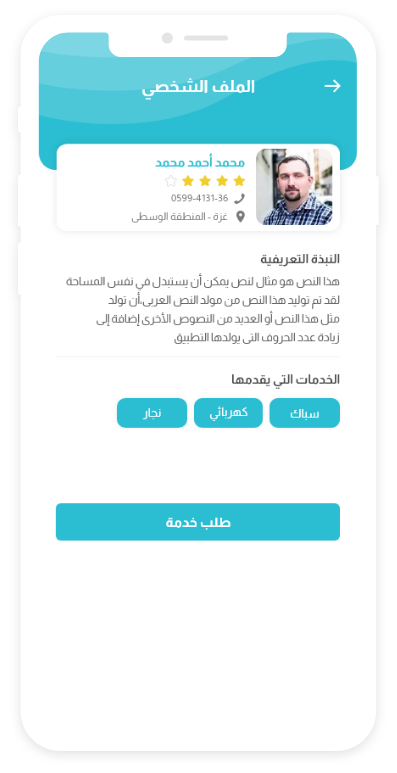 الملف الشخصي
محمد أحمد محمد
0599-4131-36
غزة - المنطقة الوسطى
النبذة التعريفية
هذا النص هو مثال لنص يمكن أن يستبدل في نفس المساحة
لقد تم توليد هذا النص من مولد النص العربى،أن تولد
مثل هذا النص أو العديد من النصوص الأخرى إضافة إلى
زيادة عدد الحروف التى يولدها التطبيق
الخدمات التي يقدمها
سباك
كهربائي
نجار
طلب خدمة